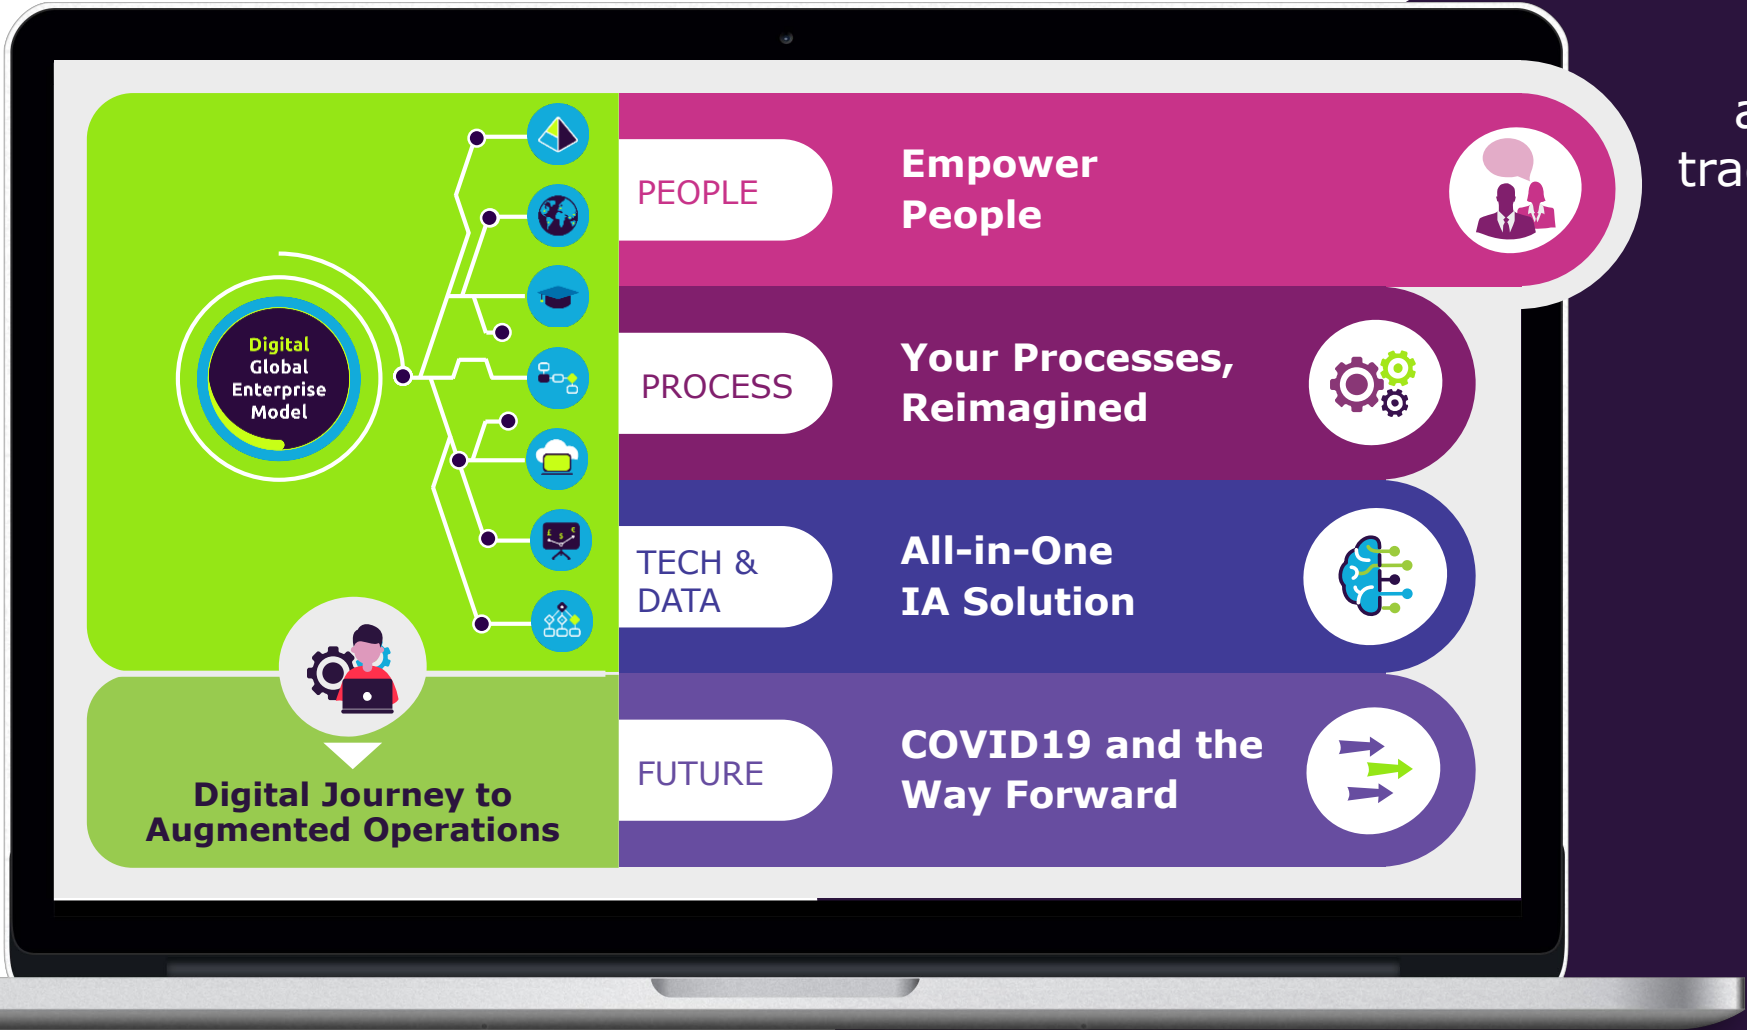 Digital
Global
Enterprise
Model
Digital Journey to
Augmented Operations
PEOPLE
Empower
People
PROCESS
Your Processes,
Reimagined
TECH &
DATA
All-in-One
IA Solution
FUTURE
COVID19 and the
Way Forward
£ $ €